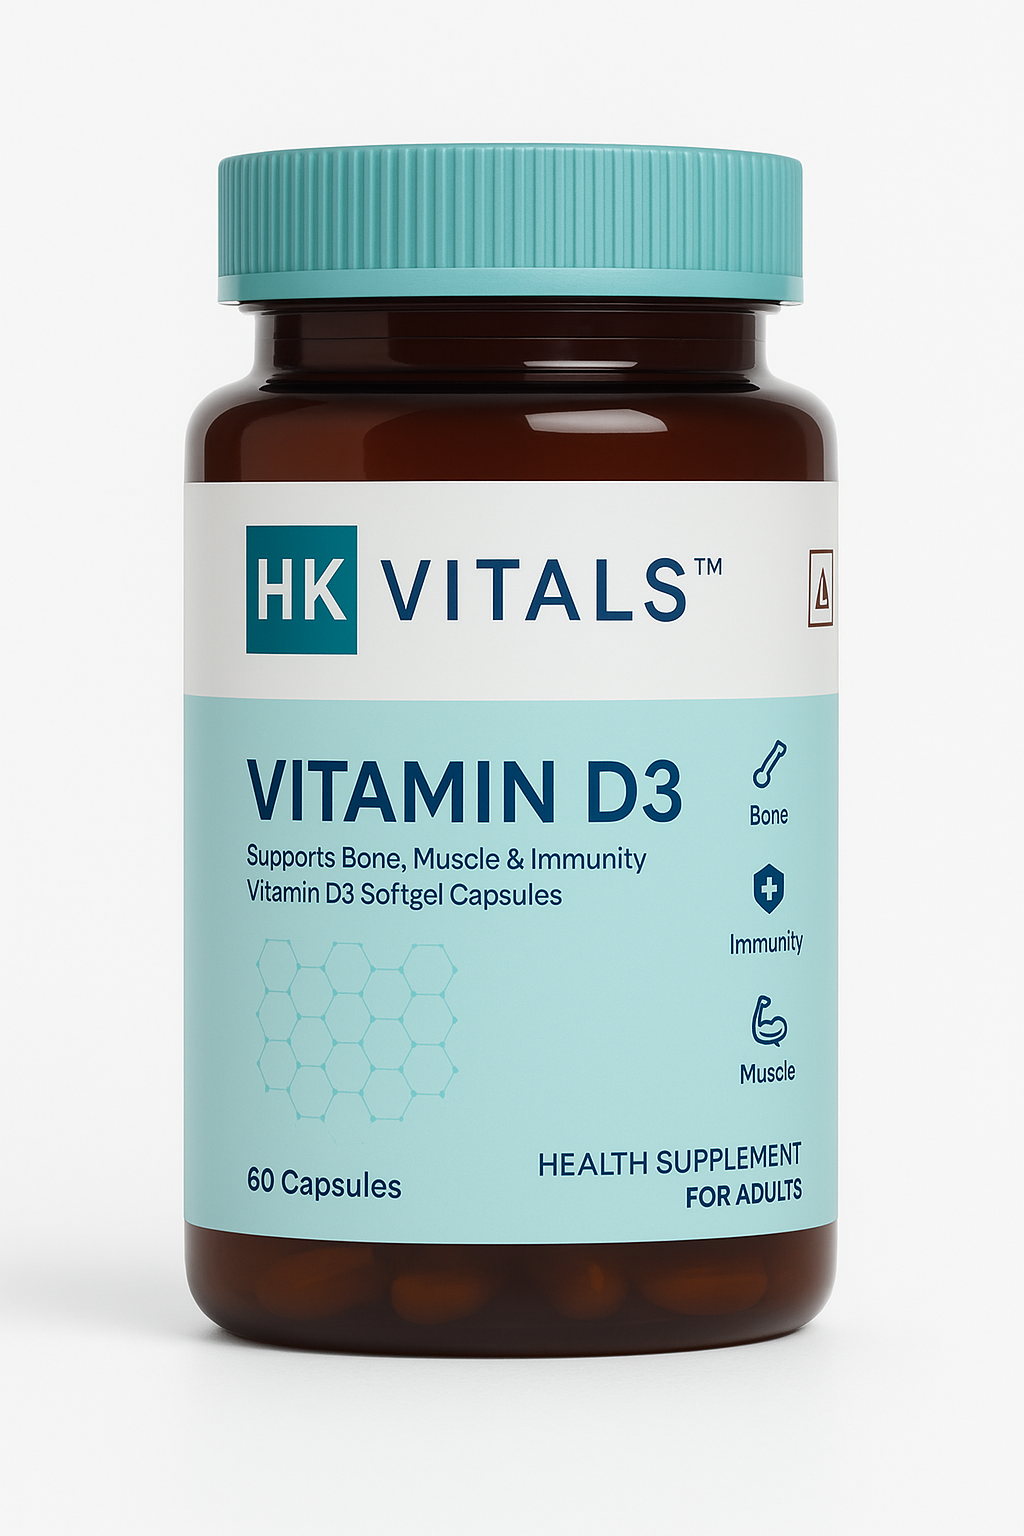 HK VITALS™
VITAMIN D3
Supports Bone, Muscle & Immunity
Vitamin D3 Softgel Capsules
Bone
Immunity
Muscle
60 Capsules
HEALTH SUPPLEMENT
FOR ADULTS